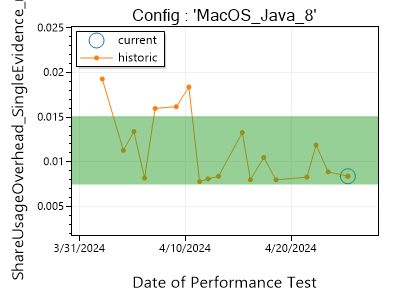 Config : 'MacOS_Java_8'
current
historic
0.025
0.02
0.015
0.01
0.005
3/31/2024
4/10/2024
4/20/2024
Date of Performance Test
ShareUsageOverhead_SingleEvidence_